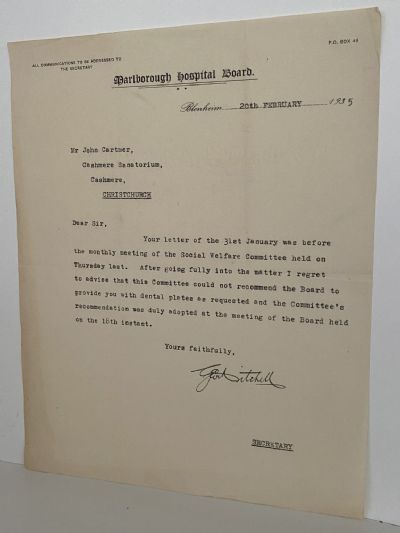 ALL COMMUNICATIONS TO BE ADDRESSED TO
THE SECRETARY
P.O. BOX 46
Marlborough Hospital Board.
Blenheim 20th FEBRUARY 1935
Mr John Cartner,
Cashmere Sanatorium,
Cashmere,
CHRISTCHURCH
Dear Sir,
Your letter of the 31st January was before
the monthly meeting of the Social Welfare Committee held on
Thursday last. After going fully into the matter I regret
to advise that this Committee could not recommend the Board to
provide you with dental plates as requested and the Committee's
recommendation was duly adopted at the meeting of the Board held
on the 18th instant.
Yours faithfully,
SECRETARY